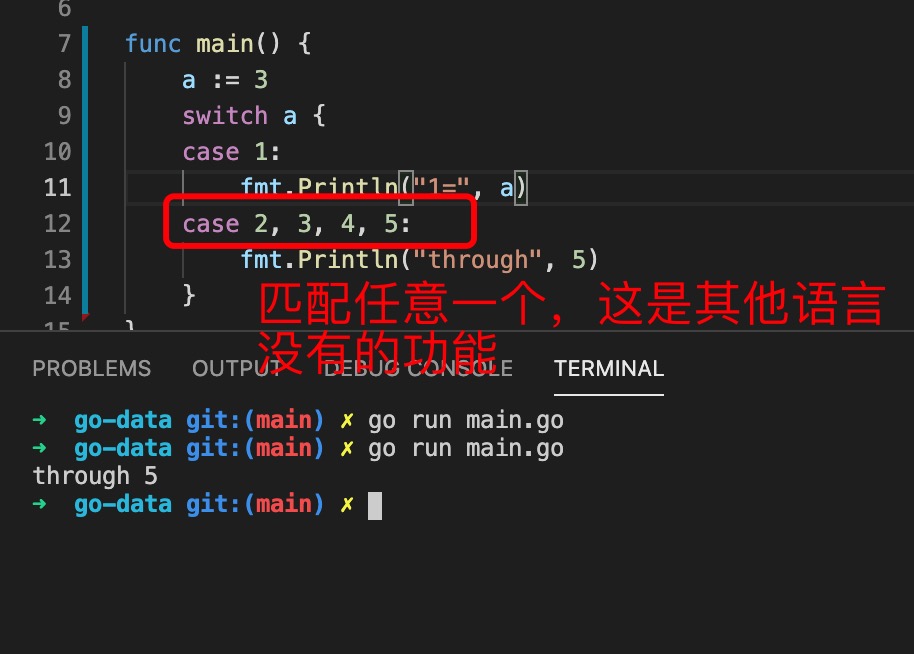 6
7 func main() {
8 a := 3
9 switch a {
10 case 1:
11 fmt.Println("1=", a)
12 case 2, 3, 4, 5:
13 fmt.Println("through", 5)
14 }
15 }
匹配任意一个，这是其他语言
没有的功能
PROBLEMS OUTPUT DEBUG CONSOLE TERMINAL
➜ go-data git:(main) ✗ go run main.go
➜ go-data git:(main) ✗ go run main.go
through 5
➜ go-data git:(main) ✗